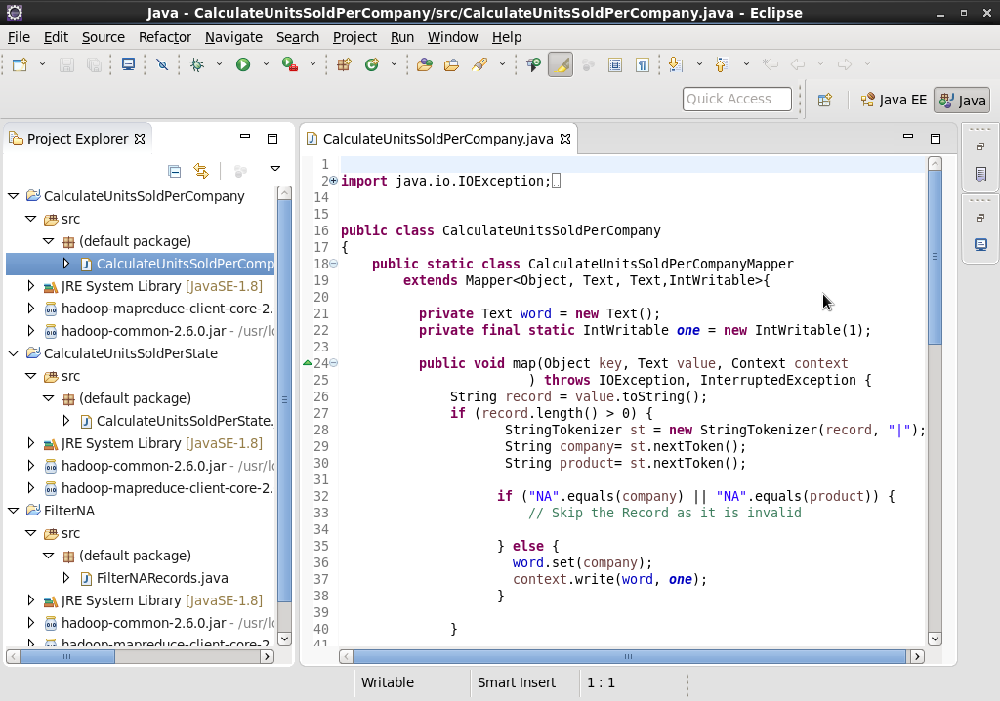 Java - CalculateUnitsSoldPerCompany/src/CalculateUnitsSoldPerCompany.java - Eclipse
File Edit Source Refactor Navigate Search Project Run Window Help
Quick Access
Java EE
Java
Project Explorer
CalculateUnitsSoldPerCompany
src
(default package)
CalculateUnitsSoldPerComp
JRE System Library [JavaSE-1.8]
hadoop-mapreduce-client-core-2.
hadoop-common-2.6.0.jar - /usr/lo
CalculateUnitsSoldPerState
src
(default package)
CalculateUnitsSoldPerState.
JRE System Library [JavaSE-1.8]
hadoop-common-2.6.0.jar - /usr/lo
hadoop-mapreduce-client-core-2.
FilterNA
src
(default package)
FilterNARecords.java
JRE System Library [JavaSE-1.8]
hadoop-common-2.6.0.jar - /usr/lo
hadoop-mapreduce-client-core-2
CalculateUnitsSoldPerCompany.java
1
2 import java.io.IOException;
14
15
16 public class CalculateUnitsSoldPerCompany
17 {
18 public static class CalculateUnitsSoldPerCompanyMapper
19 extends Mapper<Object, Text, Text,IntWritable>{
20
21 private Text word = new Text();
22 private final static IntWritable one = new IntWritable(1);
23
24 public void map(Object key, Text value, Context context
25 ) throws IOException, InterruptedException {
26 String record = value.toString();
27 if (record.length() > 0) {
28 StringTokenizer st = new StringTokenizer(record, "|");
29 String company= st.nextToken();
30 String product= st.nextToken();
31
32 if ("NA".equals(company) || "NA".equals(product)) {
33 // Skip the Record as it is invalid
34
35 } else {
36 word.set(company);
37 context.write(word, one);
38 }
39
40 }
41
Writable
Smart Insert
1 : 1